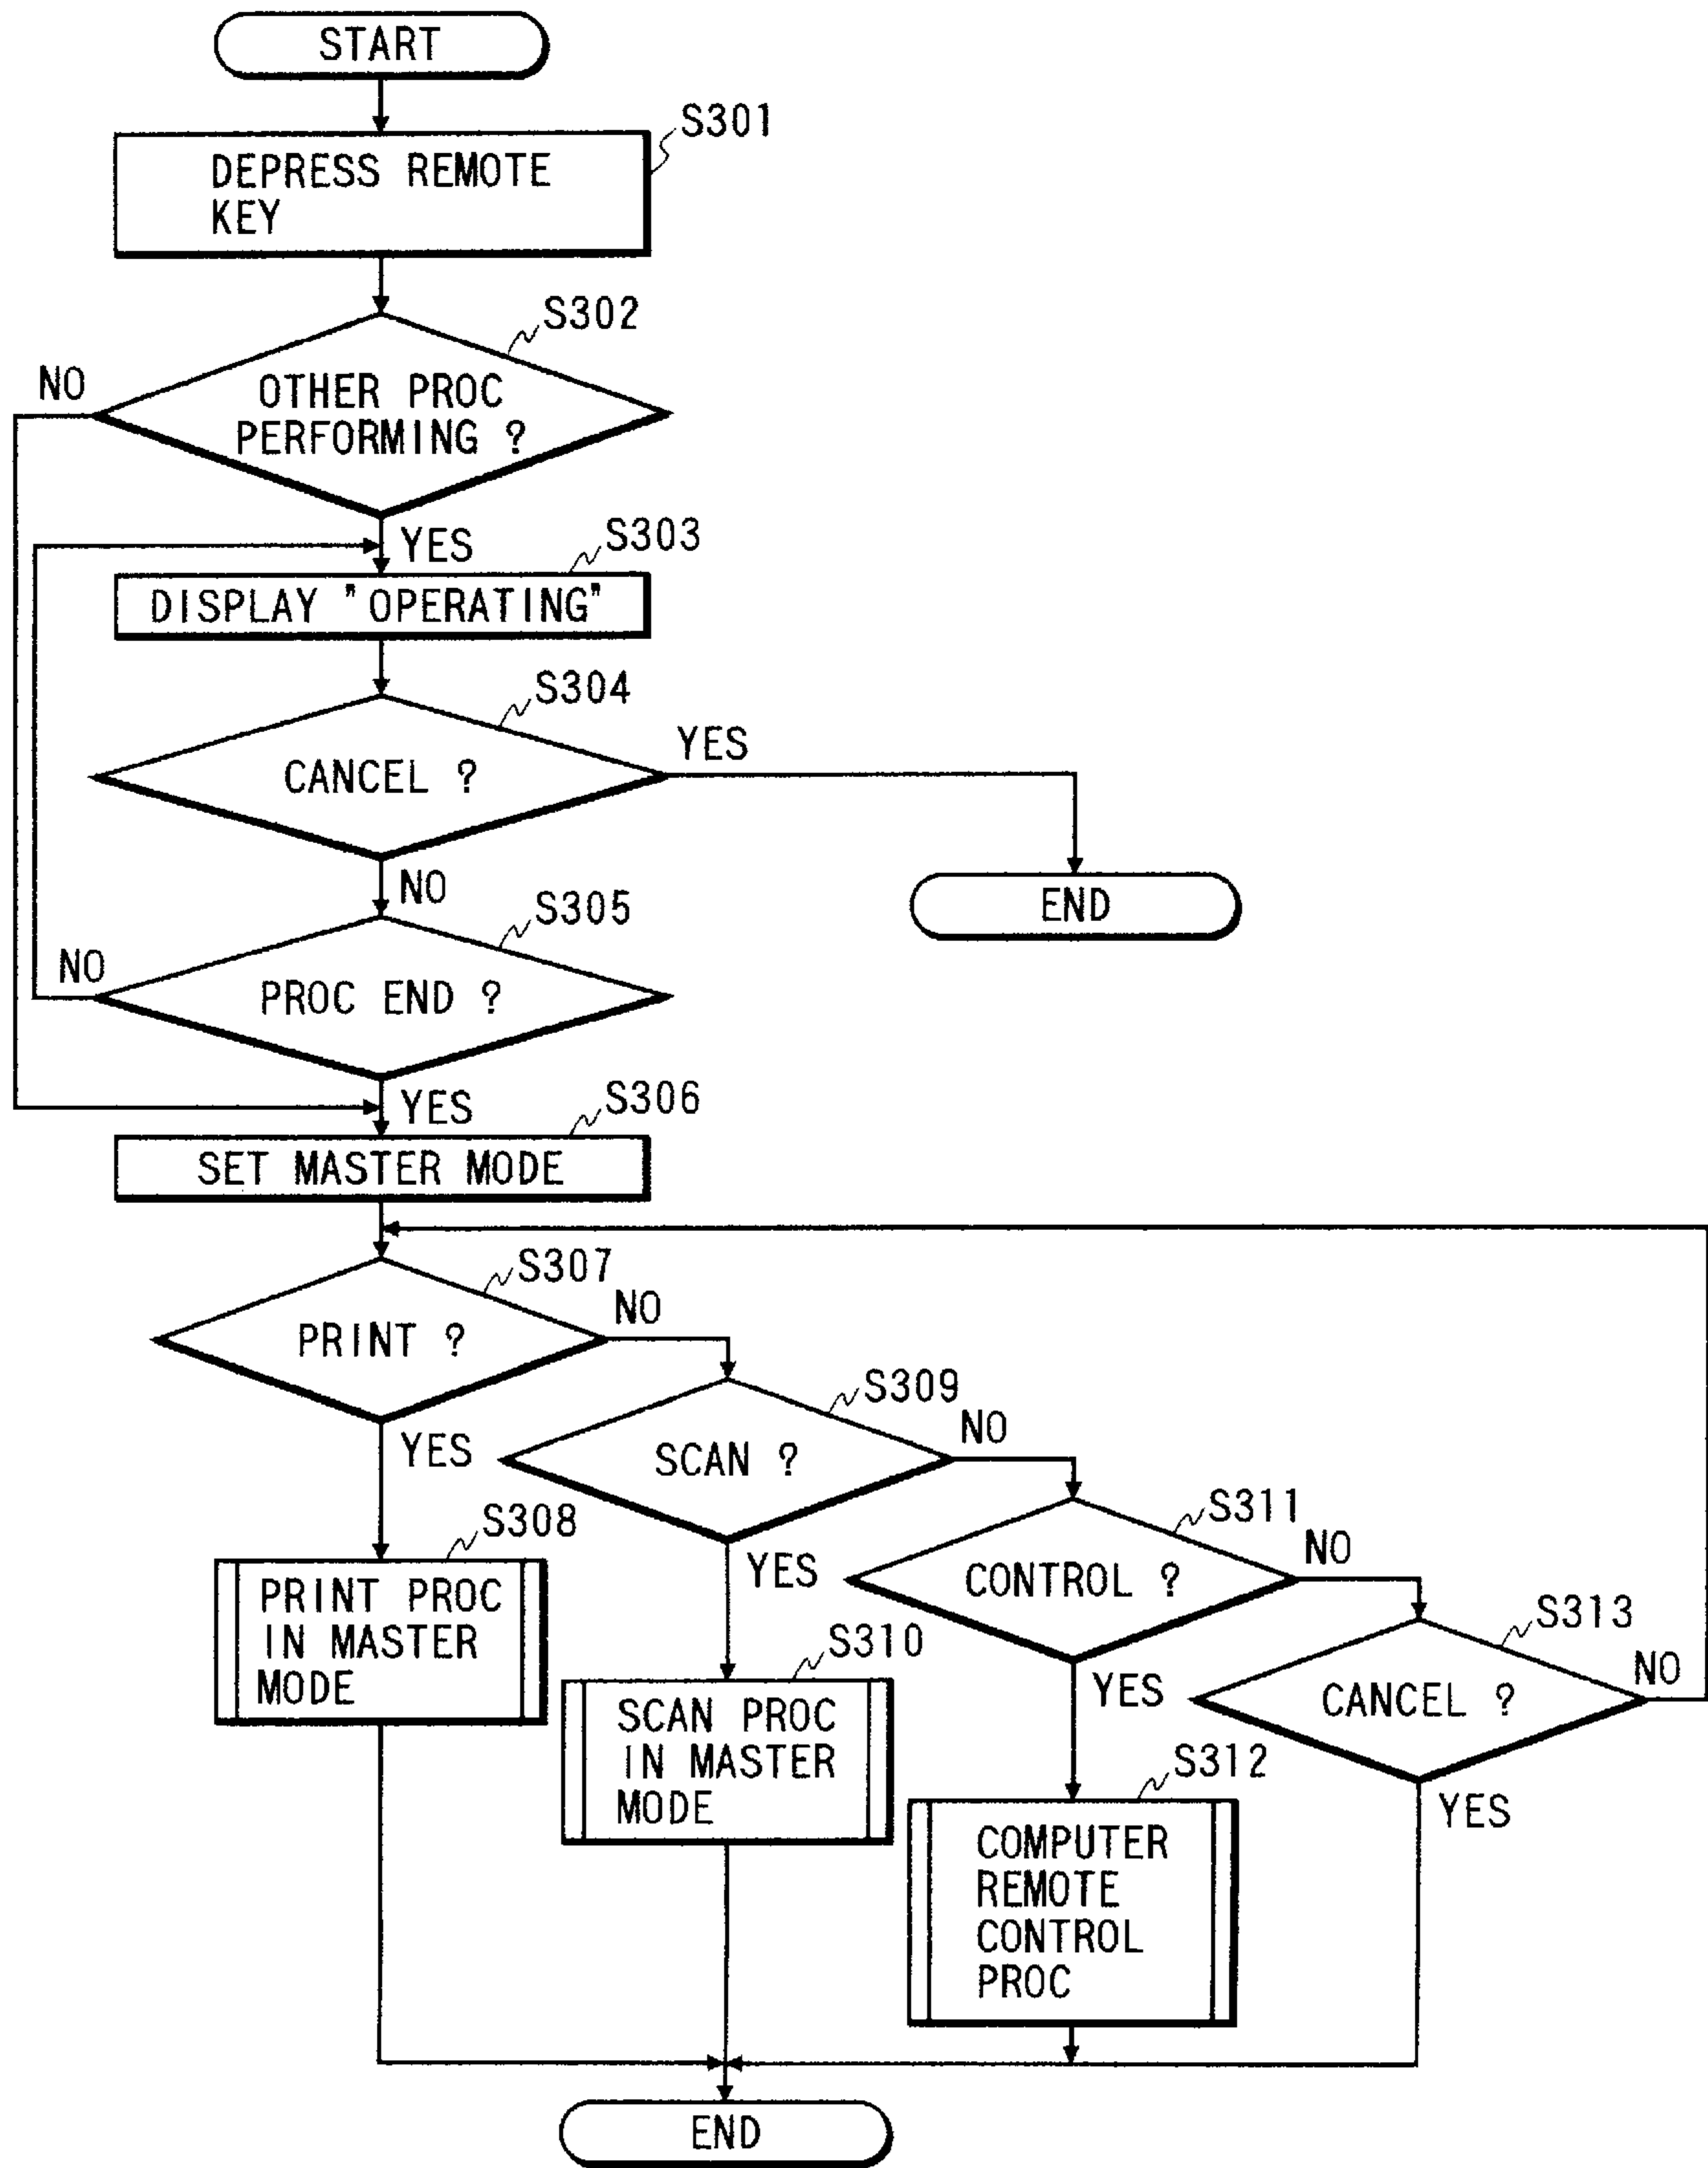 START
S301
DEPRESS REMOTE
KEY
S302
NO
OTHER PROC
PERFORMING ?
YES
S303
DISPLAY "OPERATING"
S304
YES
CANCEL ?
NO
END
S305
NO
PROC END ?
YES
S306
SET MASTER MODE
S307
NO
PRINT ?
YES
S309
NO
SCAN ?
YES
S308
PRINT PROC
IN MASTER
MODE
S311
NO
CONTROL ?
YES
S310
SCAN PROC
IN MASTER
MODE
S313
NO
CANCEL ?
YES
S312
COMPUTER
REMOTE
CONTROL
PROC
END